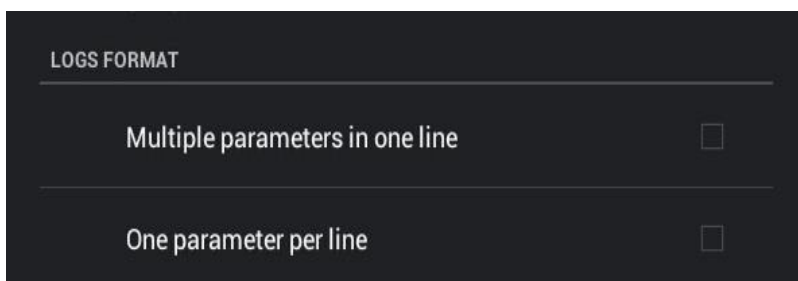 LOGS FORMAT
Multiple parameters in one line
One parameter per line